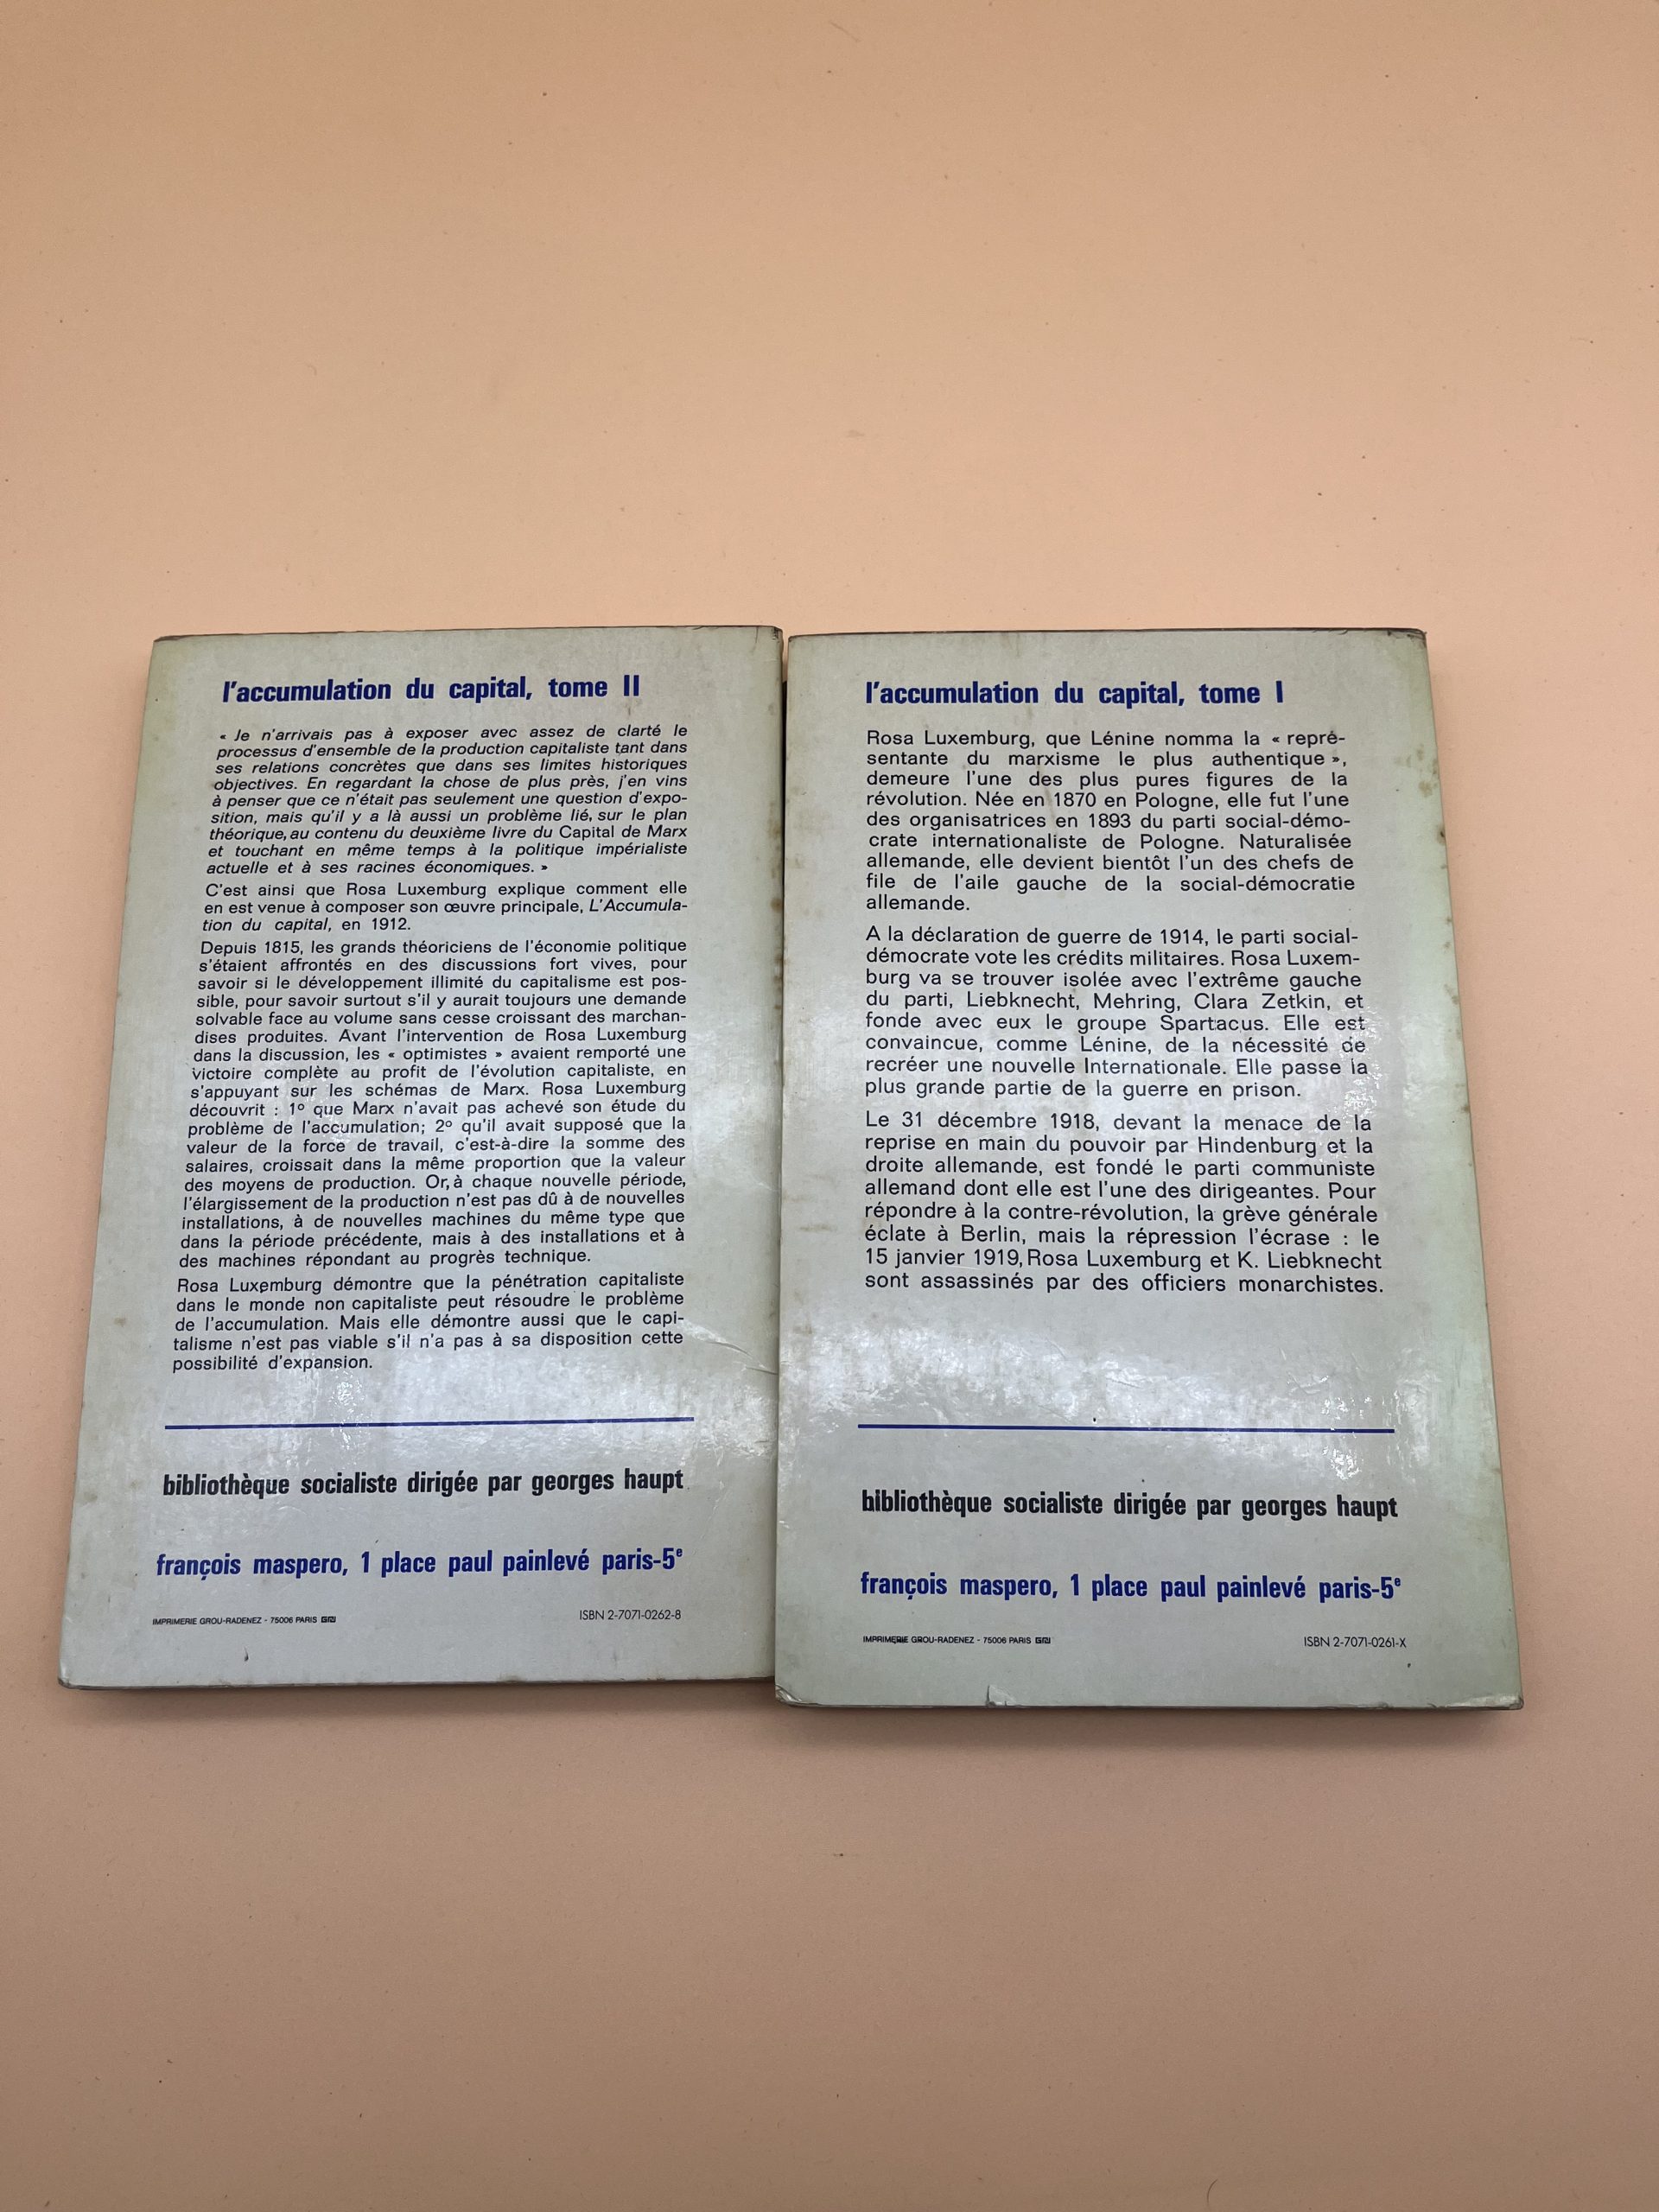 l'accumulation du capital, tome II
« Je n'arrivais pas à exposer avec assez de clarté le
processus d'ensemble de la production capitaliste tant dans
ses relations concrètes que dans ses limites historiques
objectives. En regardant la chose de plus près, j'en vins
à penser que ce n'était pas seulement une question d'expo-
sition, mais qu'il y a là aussi un problème lié, sur le plan
théorique, au contenu du deuxième livre du Capital de Marx
et touchant en même temps à la politique impérialiste
actuelle et à ses racines économiques. »
C'est ainsi que Rosa Luxemburg explique comment elle
en est venue à composer son œuvre principale, L'Accumula-
tion du capital, en 1912.
Depuis 1815, les grands théoriciens de l'économie politique
s'étaient affrontés en des discussions fort vives, pour
savoir si le développement illimité du capitalisme est pos-
sible, pour savoir surtout s'il y aurait toujours une demande
solvable face au volume sans cesse croissant des marchan-
dises produites. Avant l'intervention de Rosa Luxemburg
dans la discussion, les « optimistes » avaient remporté une
victoire complète au profit de l'évolution capitaliste, en
s'appuyant sur les schémas de Marx. Rosa Luxemburg
découvrit : 1° que Marx n'avait pas achevé son étude du
problème de l'accumulation; 2° qu'il avait supposé que la
valeur de la force de travail, c'est-à-dire la somme des
salaires, croissait dans la même proportion que la valeur
des moyens de production. Or, à chaque nouvelle période,
l'élargissement de la production n'est pas dû à de nouvelles
installations, à de nouvelles machines du même type que
dans la période précédente, mais à des installations et à
des machines répondant au progrès technique.
Rosa Luxemburg démontre que la pénétration capitaliste
dans le monde non capitaliste peut résoudre le problème
de l'accumulation. Mais elle démontre aussi que le capi-
talisme n'est pas viable s'il n'a pas à sa disposition cette
possibilité d'expansion.
bibliothèque socialiste dirigée par georges haupt
françois maspero, 1 place paul painlevé paris-5e
IMPRIMERIE GROU-RADENEZ - 75006 PARIS
ISBN 2-7071-0262-8
l'accumulation du capital, tome I
Rosa Luxemburg, que Lénine nomma la « repré-
sentante du marxisme le plus authentique »,
demeure l'une des plus pures figures de la
révolution. Née en 1870 en Pologne, elle fut l'une
des organisatrices en 1893 du parti social-démo-
crate internationaliste de Pologne. Naturalisée
allemande, elle devient bientôt l'un des chefs de
file de l'aile gauche de la social-démocratie
allemande.
A la déclaration de guerre de 1914, le parti social-
démocrate vote les crédits militaires. Rosa Luxem-
burg va se trouver isolée avec l'extrême gauche
du parti, Liebknecht, Mehring, Clara Zetkin, et
fonde avec eux le groupe Spartacus. Elle est
convaincue, comme Lénine, de la nécessité de
recréer une nouvelle Internationale. Elle passe la
plus grande partie de la guerre en prison.
Le 31 décembre 1918, devant la menace de la
reprise en main du pouvoir par Hindenburg et la
droite allemande, est fondé le parti communiste
allemand dont elle est l'une des dirigeantes. Pour
répondre à la contre-révolution, la grève générale
éclate à Berlin, mais la répression l'écrase : le
15 janvier 1919, Rosa Luxemburg et K. Liebknecht
sont assassinés par des officiers monarchistes.
bibliothèque socialiste dirigée par georges haupt
françois maspero, 1 place paul painlevé paris-5e
IMPRIMERIE GROU-RADENEZ - 75006 PARIS
ISBN 2-7071-0261-X